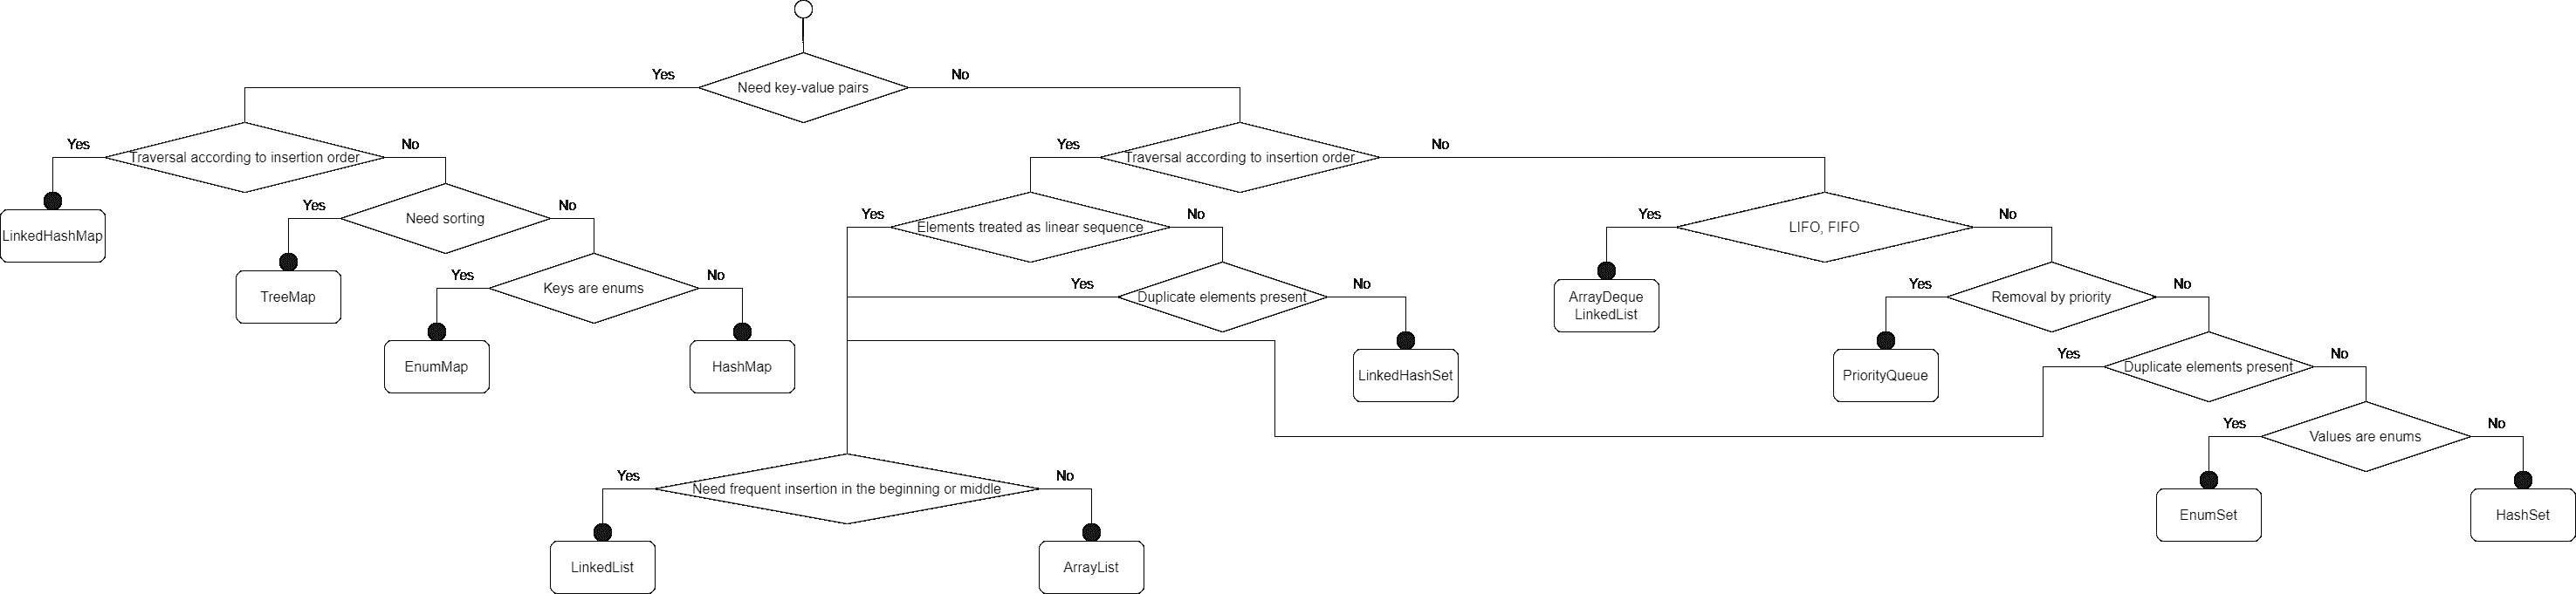 Yes
No
Need key-value pairs
Yes
No
Traversal according to insertion order
Yes
No
Traversal according to insertion order
LinkedHashMap
Yes
No
Need sorting
Yes
No
Elements treated as linear sequence
Yes
No
LIFO, FIFO
TreeMap
Yes
No
Keys are enums
Yes
No
Duplicate elements present
ArrayDeque
LinkedList
Yes
No
Removal by priority
EnumMap
HashMap
LinkedHashSet
PriorityQueue
Yes
No
Duplicate elements present
Yes
No
Values are enums
Yes
No
Need frequent insertion in the beginning or middle
EnumSet
HashSet
LinkedList
ArrayList